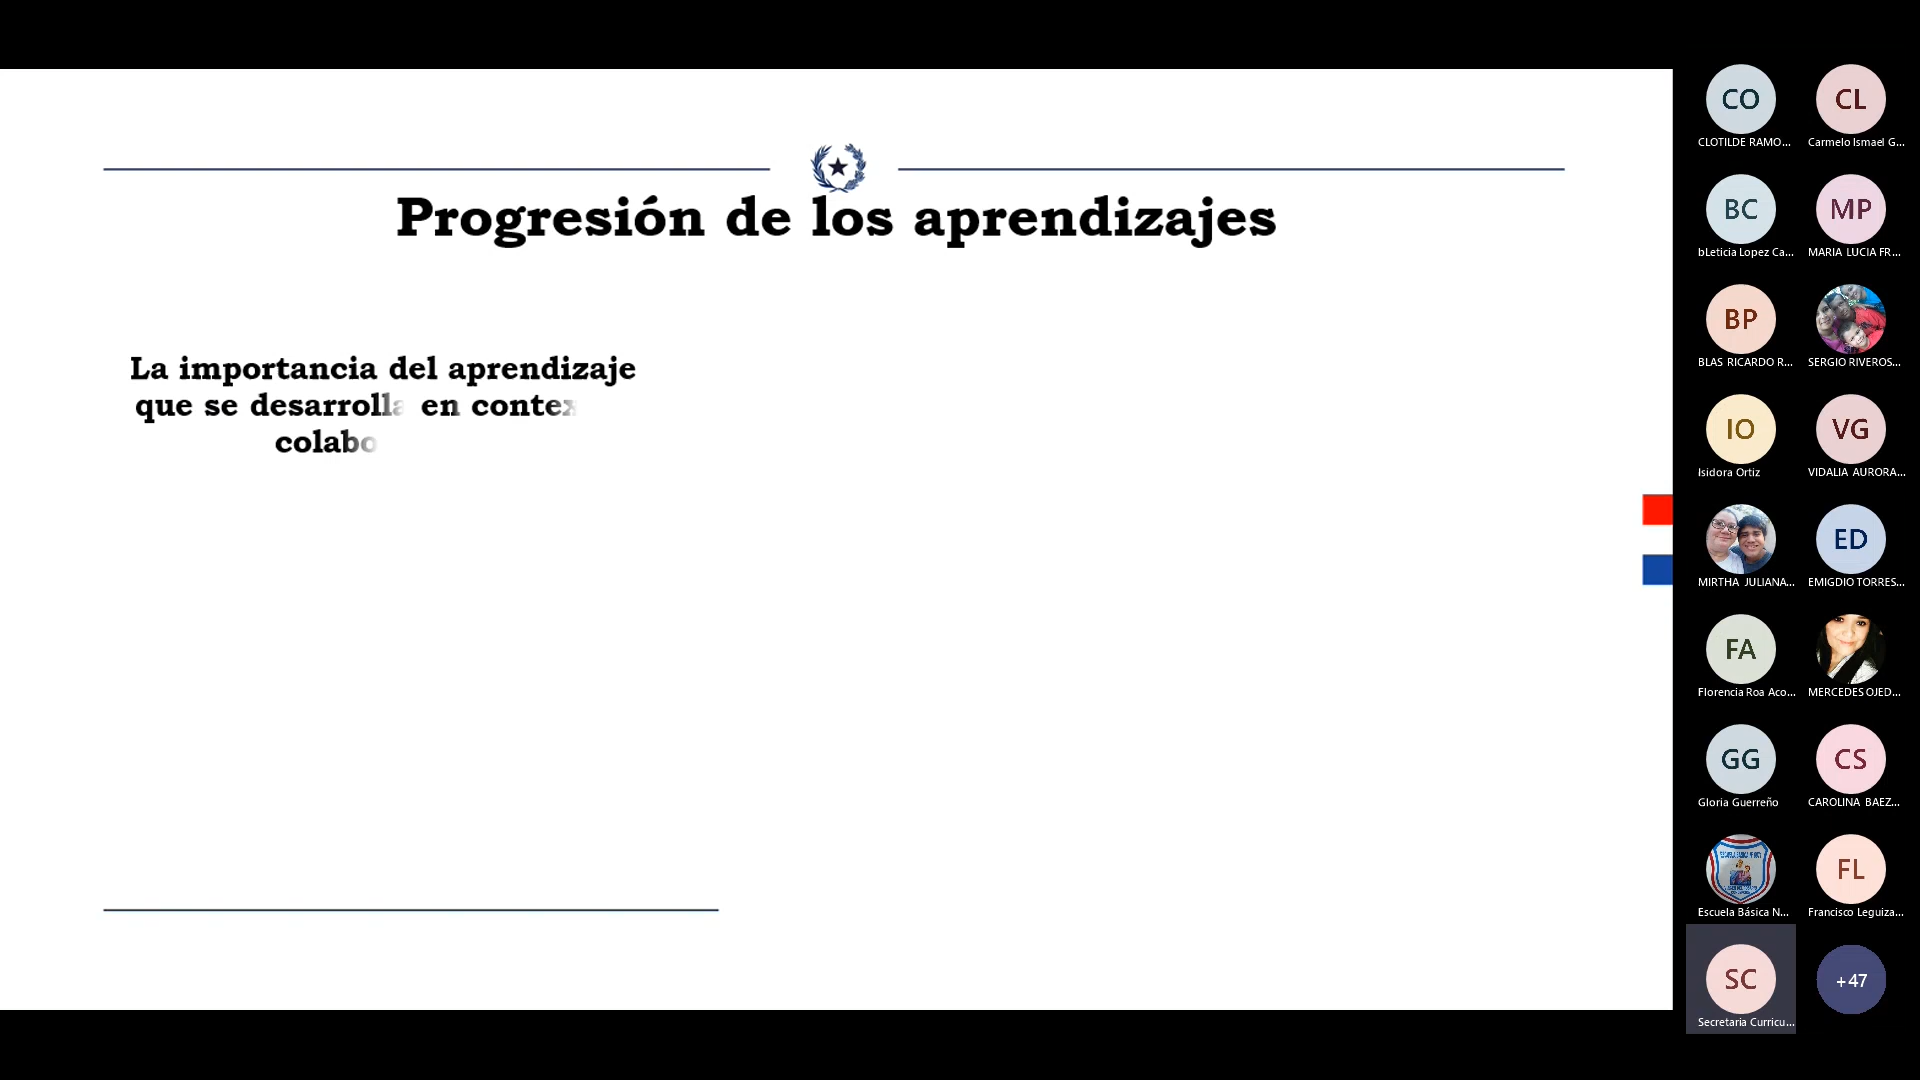 Progresión de los aprendizajes
La importancia del aprendizaje
que se desarrolla en contex
colabo
CO
CLOTILDE RAMO...
CL
Carmelo Ismael G...
BC
bLeticia Lopez Ca...
MP
MARIA LUCIA FR...
BP
BLAS RICARDO R...
SERGIO RIVEROS...
IO
Isidora Ortiz
VG
VIDALIA AURORA...
MIRTHA JULIANA...
ED
EMIGDIO TORRES...
FA
Florencia Roa Aco...
MERCEDES OJED...
GG
Gloria Guerreño
CS
CAROLINA BAEZ...
Escuela Básica N...
FL
Francisco Leguiza...
SC
Secretaria Curricu...
+47